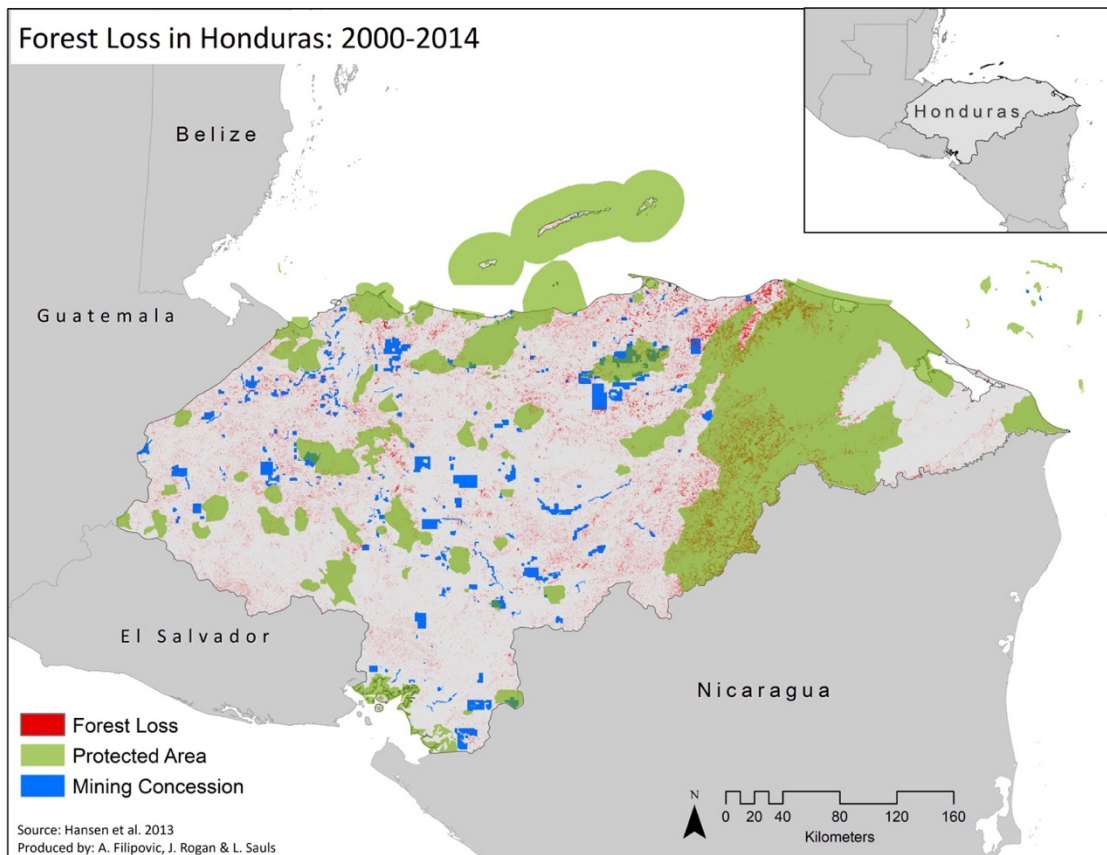 Forest Loss in Honduras: 2000-2014
Honduras
Belize
Guatemala
El Salvador
Nicaragua
Forest Loss
Protected Area
Mining Concession
N
0 20 40 80 120 160
Kilometers
Source: Hansen et al. 2013
Produced by: A. Filipovic, J. Rogan & L. Sauls